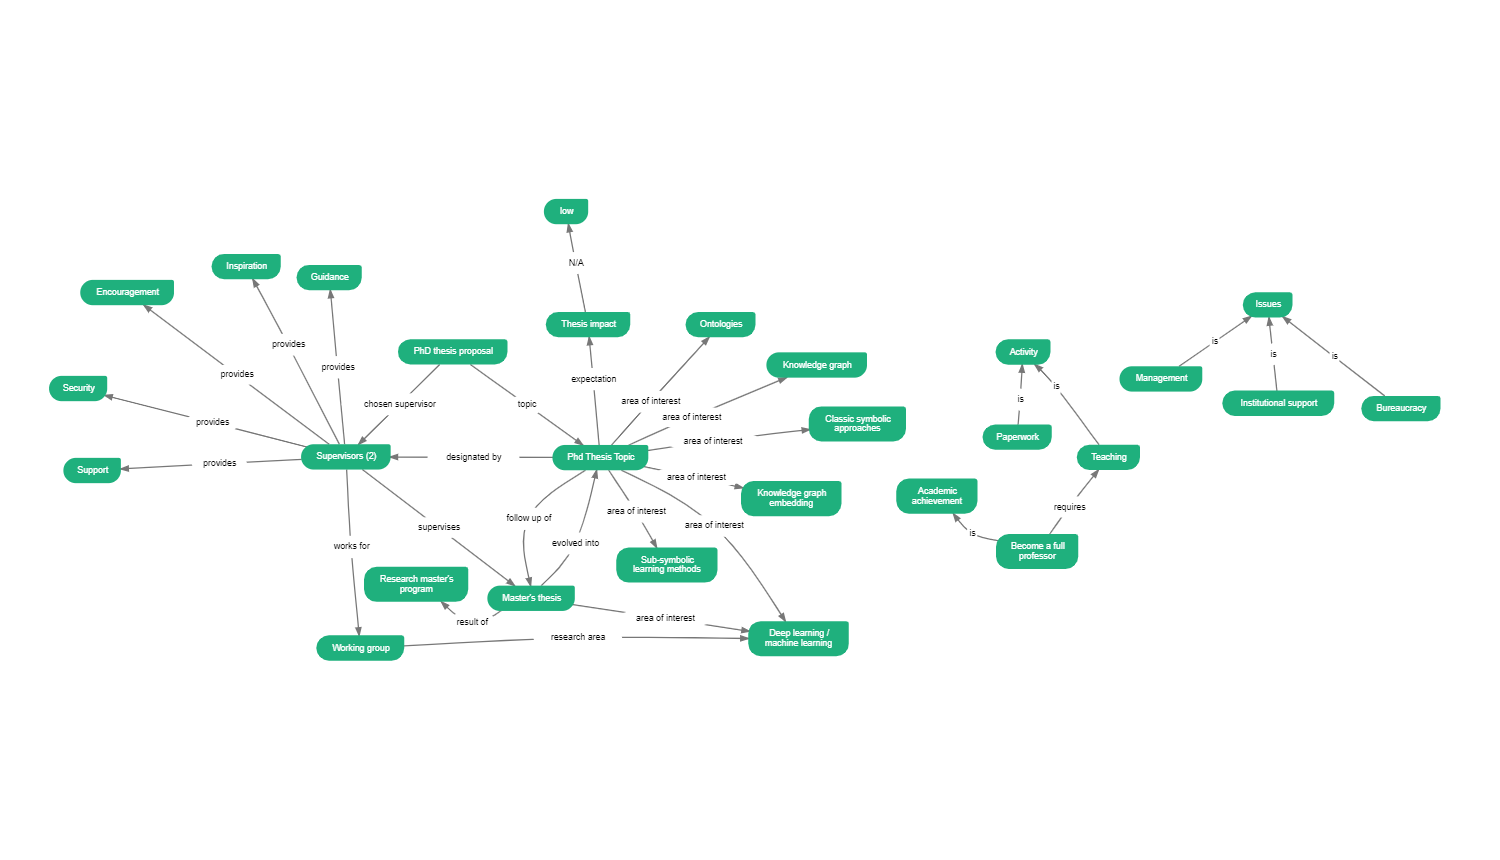 low
N/A
Inspiration
Guidance
Encouragement
Thesis impact
Ontologies
PhD thesis proposal
Knowledge graph
provides
provides
provides
expectation
Security
chosen supervisor
topic
area of interest
area of interest
Classic symbolic
approaches
provides
area of interest
Supervisors (2)
designated by
Phd Thesis Topic
provides
Support
area of interest
Knowledge graph
embedding
supervises
follow up of
area of interest
area of interest
works for
evolved into
Sub-symbolic
learning methods
Research master's
program
Master's thesis
result of
area of interest
Working group
research area
Deep learning /
machine learning
Activity
is
is
Paperwork
Teaching
Academic
achievement
requires
is
Become a full
professor
Issues
is
is
is
Management
Institutional support
Bureaucracy